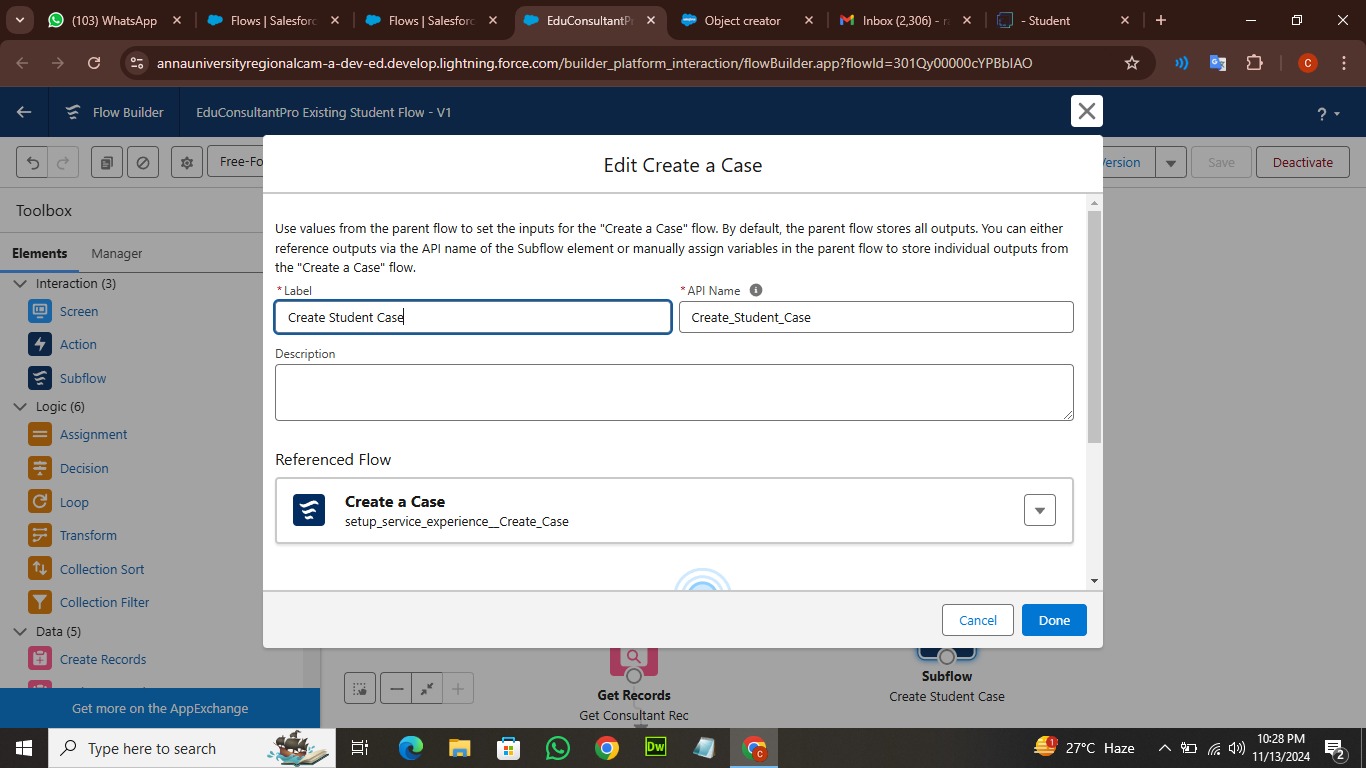 (103) WhatsApp
Flows | Salesforc
Flows | Salesforc
EduConsultantPr
Object creator
Inbox (2,306) - r
- Student
annauniversityregionalcam-a-dev-ed.develop.lightning.force.com/builder_platform_interaction/flowBuilder.app?flowId=301Qy00000cYPBbIAO
C
Flow Builder
EduConsultantPro Existing Student Flow - V1
?
Free-Fo
Version
Save
Deactivate
Toolbox
Elements
Manager
Interaction (3)
Screen
Action
Subflow
Logic (6)
Assignment
Decision
Loop
Transform
Collection Sort
Collection Filter
Data (5)
Create Records
Get more on the AppExchange
Edit Create a Case
Use values from the parent flow to set the inputs for the "Create a Case" flow. By default, the parent flow stores all outputs. You can either
reference outputs via the API name of the Subflow element or manually assign variables in the parent flow to store individual outputs from
the "Create a Case" flow.
* Label
* API Name
Create Student Case
Create_Student_Case
Description
Referenced Flow
Create a Case
setup_service_experience__Create_Case
Cancel
Done
Get Records
Get Consultant Rec
Subflow
Create Student Case
Type here to search
Dw
C
1
27°C Haze
10:28 PM
11/13/2024
2